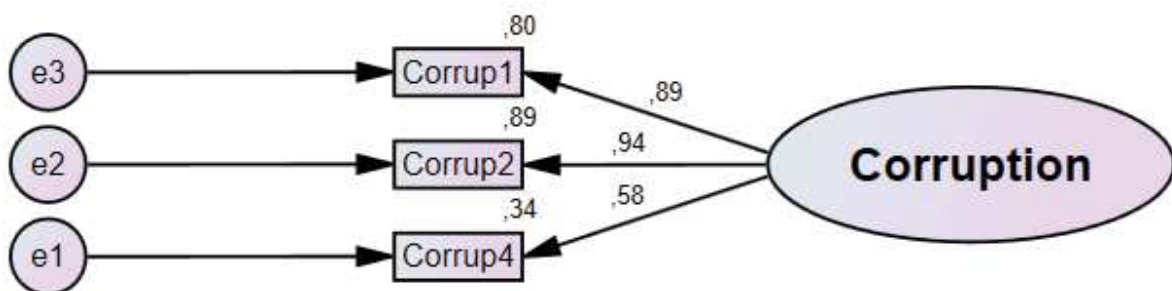 ,80
e3
Corrup1
,89
,89
e2
Corrup2
,94
Corruption
,34
,58
e1
Corrup4